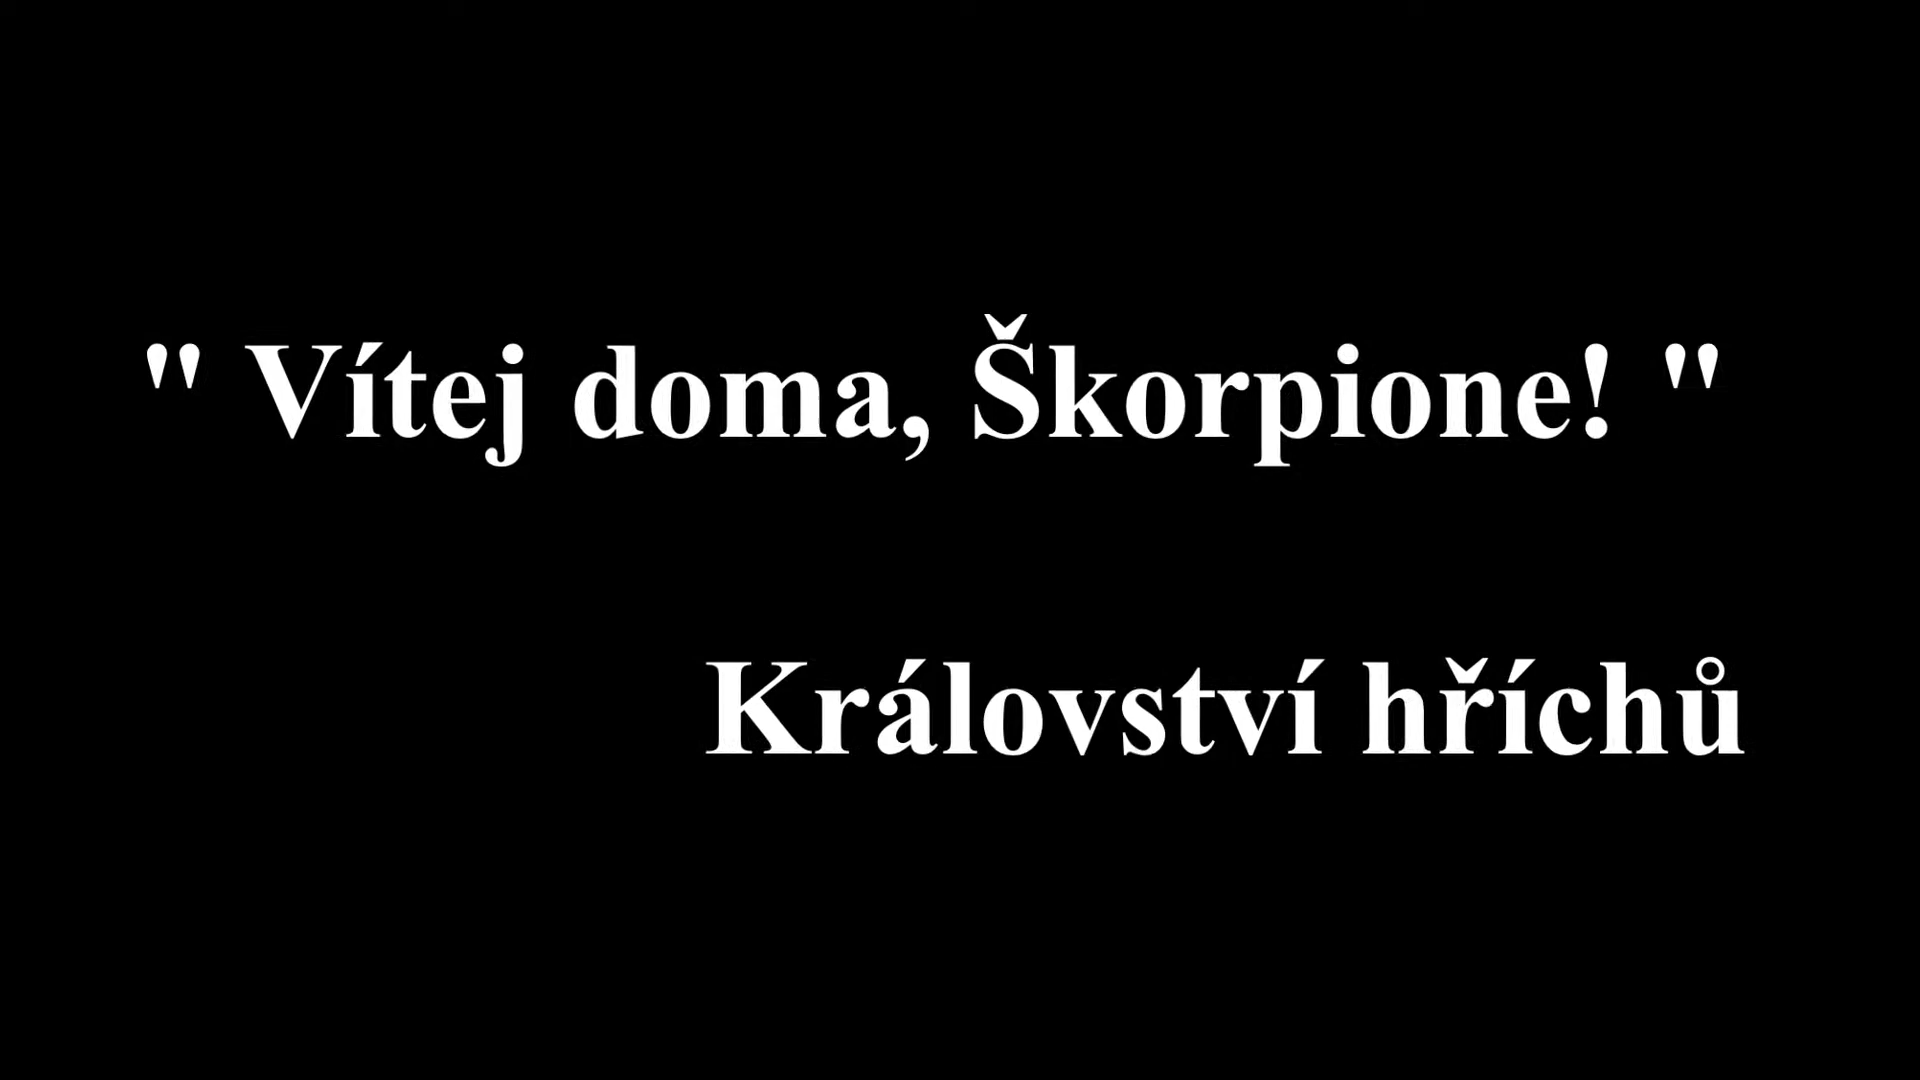 " Vítej doma, Škorpione! "
Království hříchů